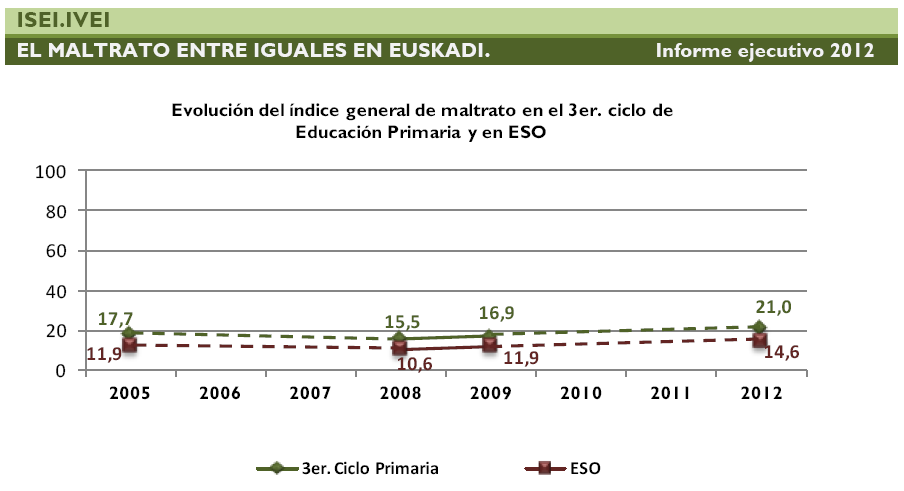 ISEI.IVEI
EL MALTRATO ENTRE IGUALES EN EUSKADI. Informe ejecutivo 2012
Evolución del índice general de maltrato en el 3er. ciclo de
Educación Primaria y en ESO
100
80
60
40
20
0
17,7
15,5
16,9
21,0
11,9
10,6
11,9
14,6
2005 2006 2007 2008 2009 2010 2011 2012
3er. Ciclo Primaria ESO